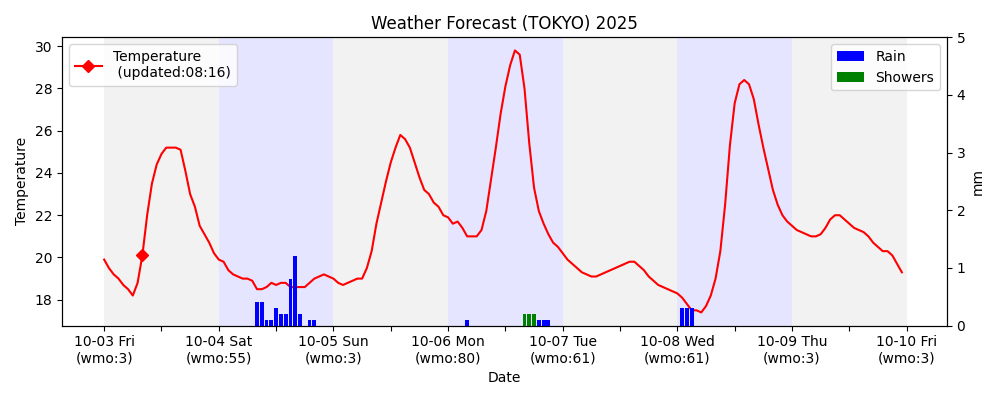 Weather Forecast (TOKYO) 2025
Temperature
(updated:08:16)
Rain
Showers
30
28
26
24
22
20
18
Temperature
5
4
3
2
1
0
mm
10-03 Fri
(wmo:3)
10-04 Sat
(wmo:55)
10-05 Sun
(wmo:3)
10-06 Mon
(wmo:80)
10-07 Tue
(wmo:61)
10-08 Wed
(wmo:61)
10-09 Thu
(wmo:3)
10-10 Fri
(wmo:3)
Date